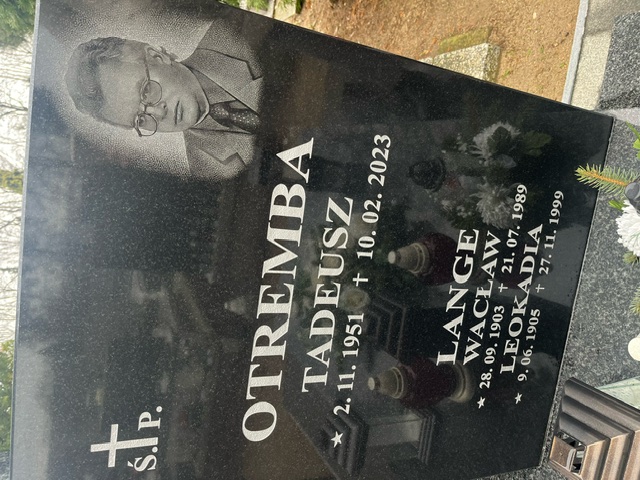 Ś.P.
OTREMBA
TADEUSZ
★ 2. 11. 1951 † 10. 02. 2023
LANGE
WACŁAW
★ 28. 09. 1903 † 21. 07. 1989
LEOKADIA
★ 9. 06. 1905 † 27. 11. 1999